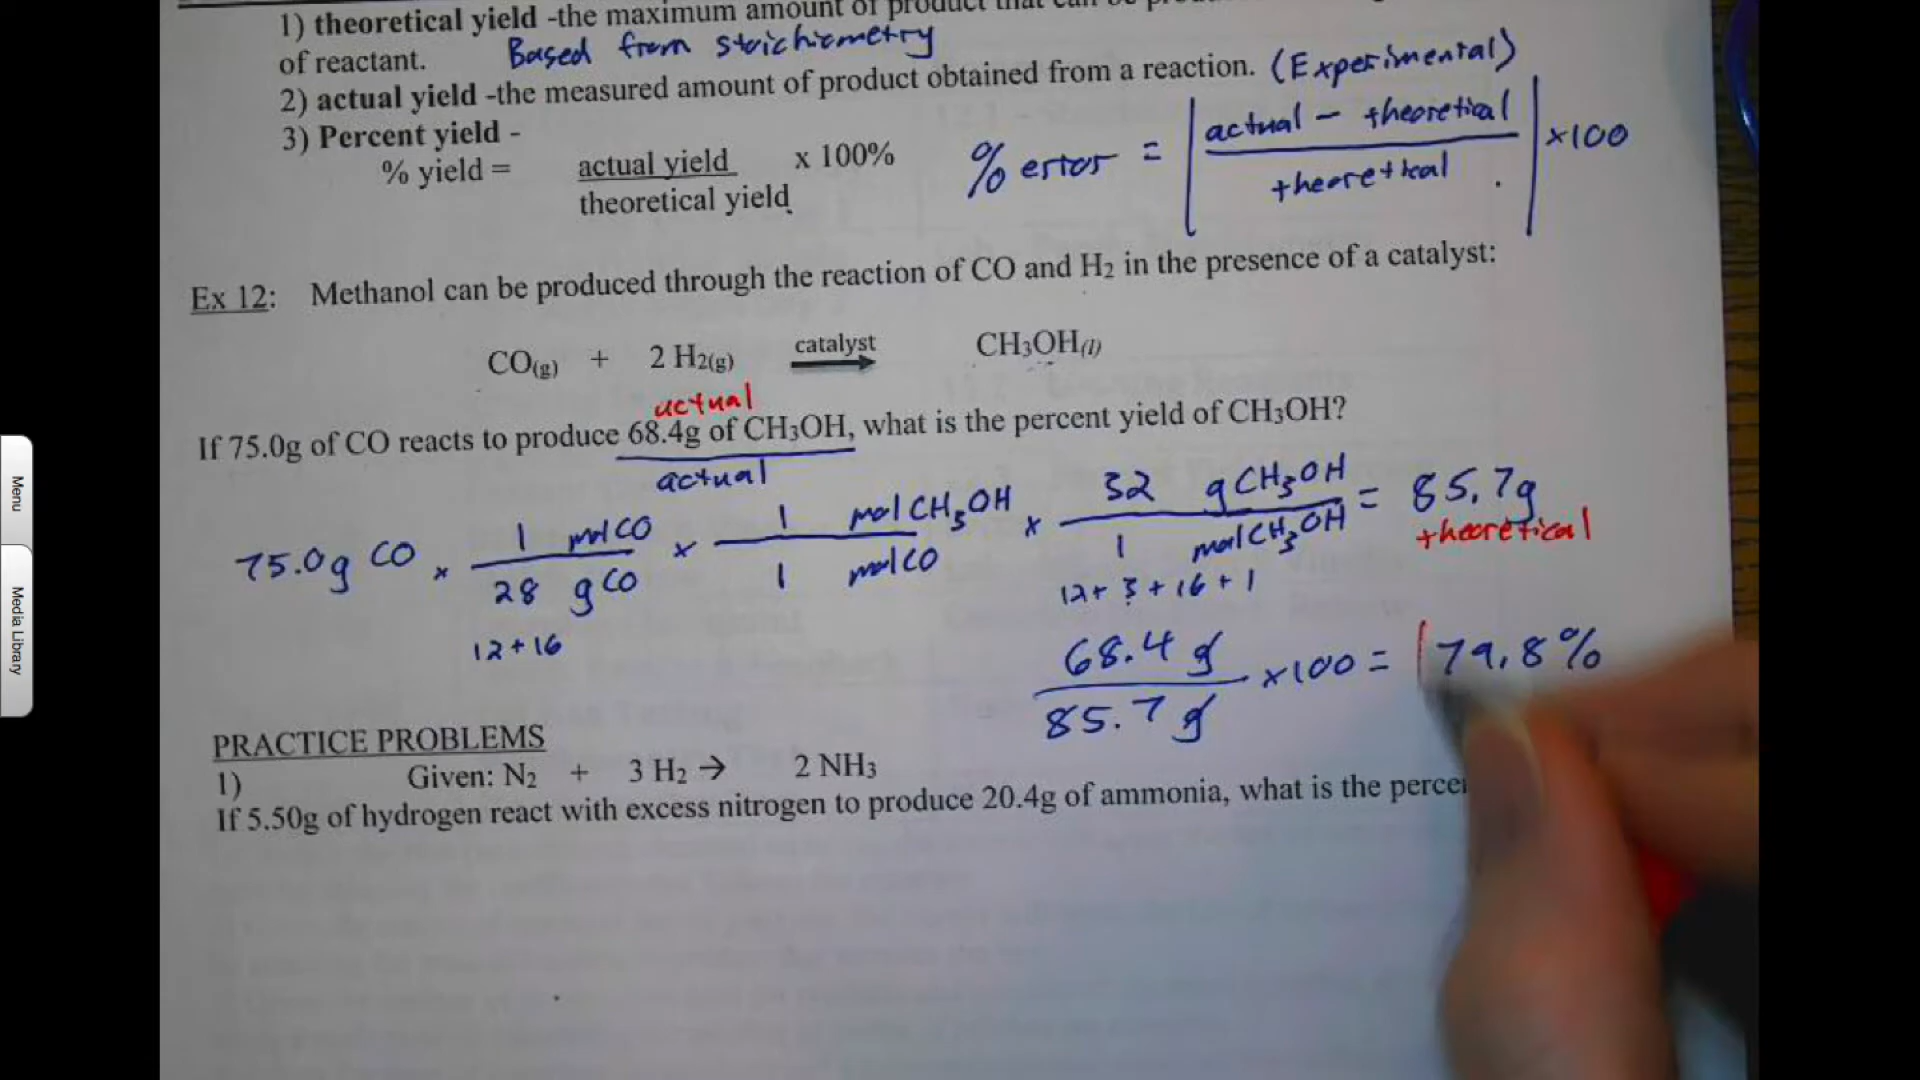 1) theoretical yield -the maximum amount of product that can be
of reactant. Based from stoichiometry
2) actual yield -the measured amount of product obtained from a reaction. (Experimental)
3) Percent yield -
% yield = actual yield x 100%
theoretical yield
% error = | actual - theoretical | x100
theoretical
Ex 12: Methanol can be produced through the reaction of CO and H2 in the presence of a catalyst:
CO(g) + 2 H2(g) catalyst → CH3OH(l)
actual
If 75.0g of CO reacts to produce 68.4g of CH3OH, what is the percent yield of CH3OH?
actual
75.0g CO x 1 mol CO x 1 mol CH3OH x 32 g CH3OH = 85.7g
28 g CO 1 mol CO 1 mol CH3OH theoretical
12+16 12+3+16+1
68.4 g x100 = 79.8%
85.7 g
PRACTICE PROBLEMS
1) Given: N2 + 3 H2 → 2 NH3
If 5.50g of hydrogen react with excess nitrogen to produce 20.4g of ammonia, what is the
Menu
Media Library